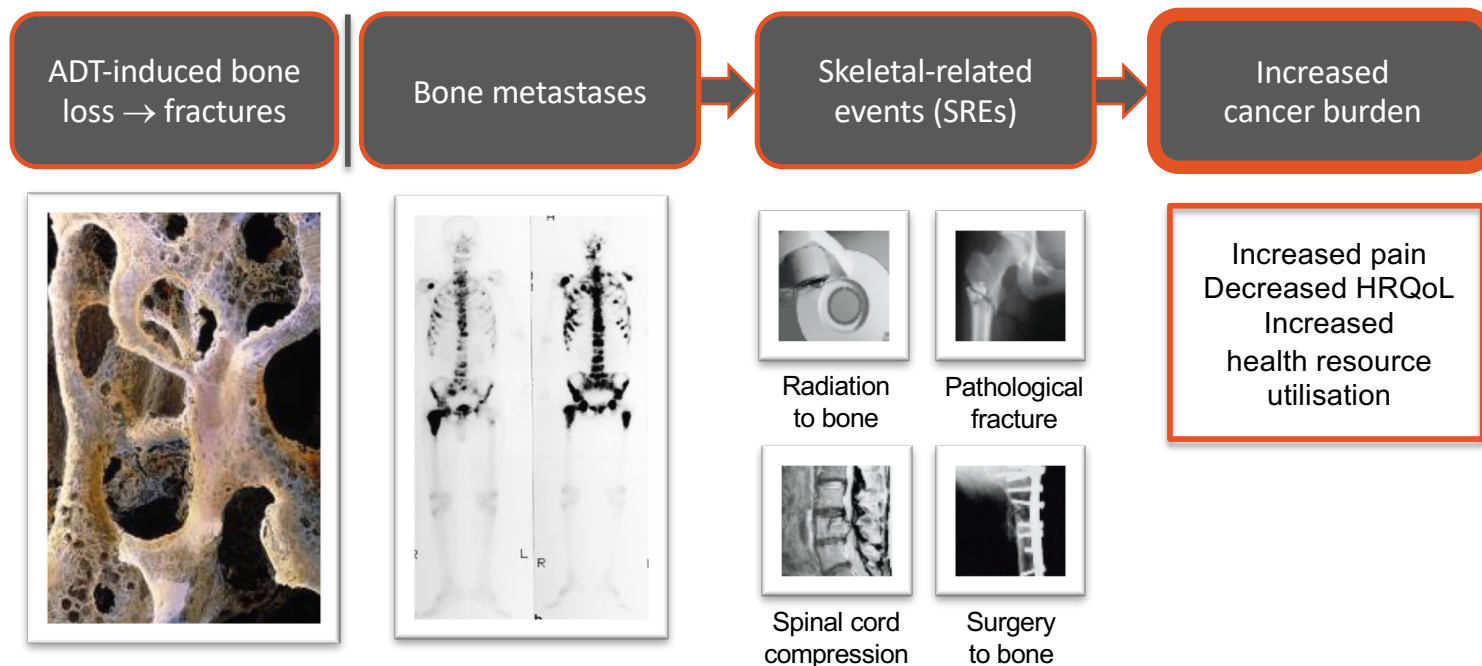 ADT-induced bone
loss → fractures
Bone metastases
Skeletal-related
events (SREs)
Increased
cancer burden
H
R
L
R
Radiation
to bone
Pathological
fracture
Spinal cord
compression
Surgery
to bone
Increased pain
Decreased HRQoL
Increased
health resource
utilisation